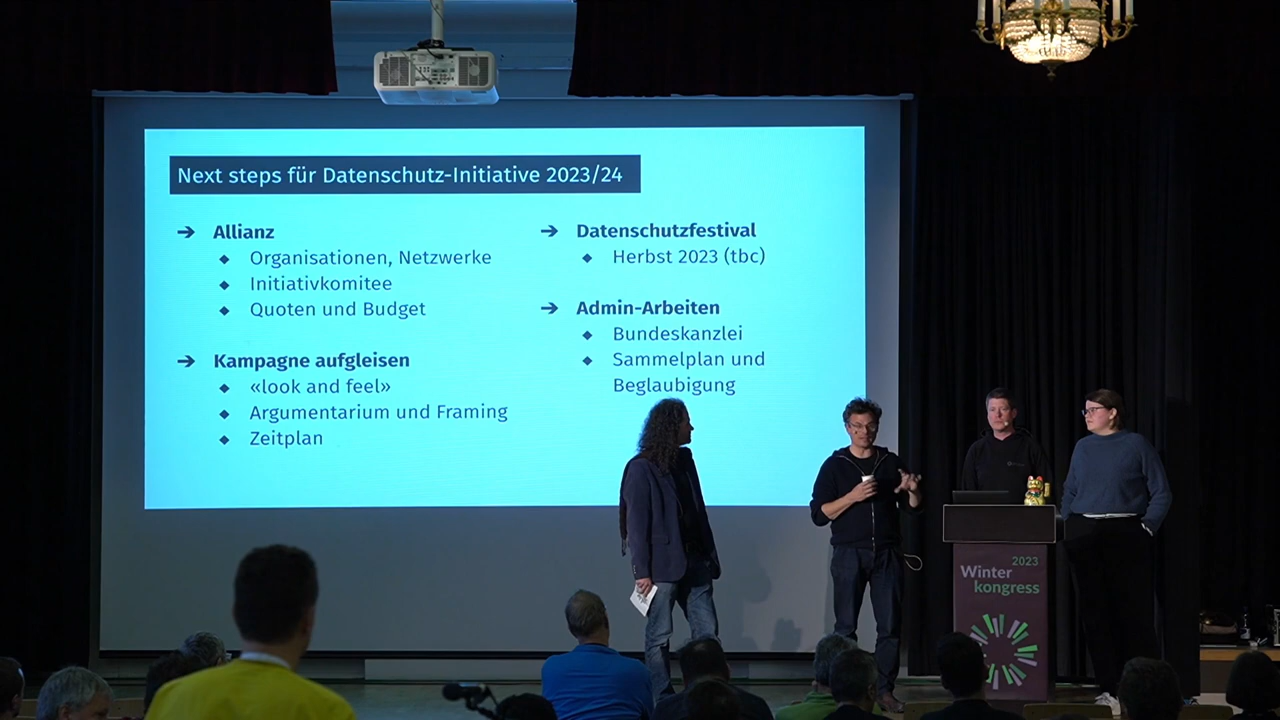 Next steps für Datenschutz-Initiative 2023/24
➔ Allianz
◆ Organisationen, Netzwerke
◆ Initiativkomitee
◆ Quoten und Budget
➔ Kampagne aufgleisen
◆ «look and feel»
◆ Argumentarium und Framing
◆ Zeitplan
➔ Datenschutzfestival
◆ Herbst 2023 (tbc)
➔ Admin-Arbeiten
◆ Bundeskanzlei
◆ Sammelplan und
Beglaubigung
2023
Winter
kongress